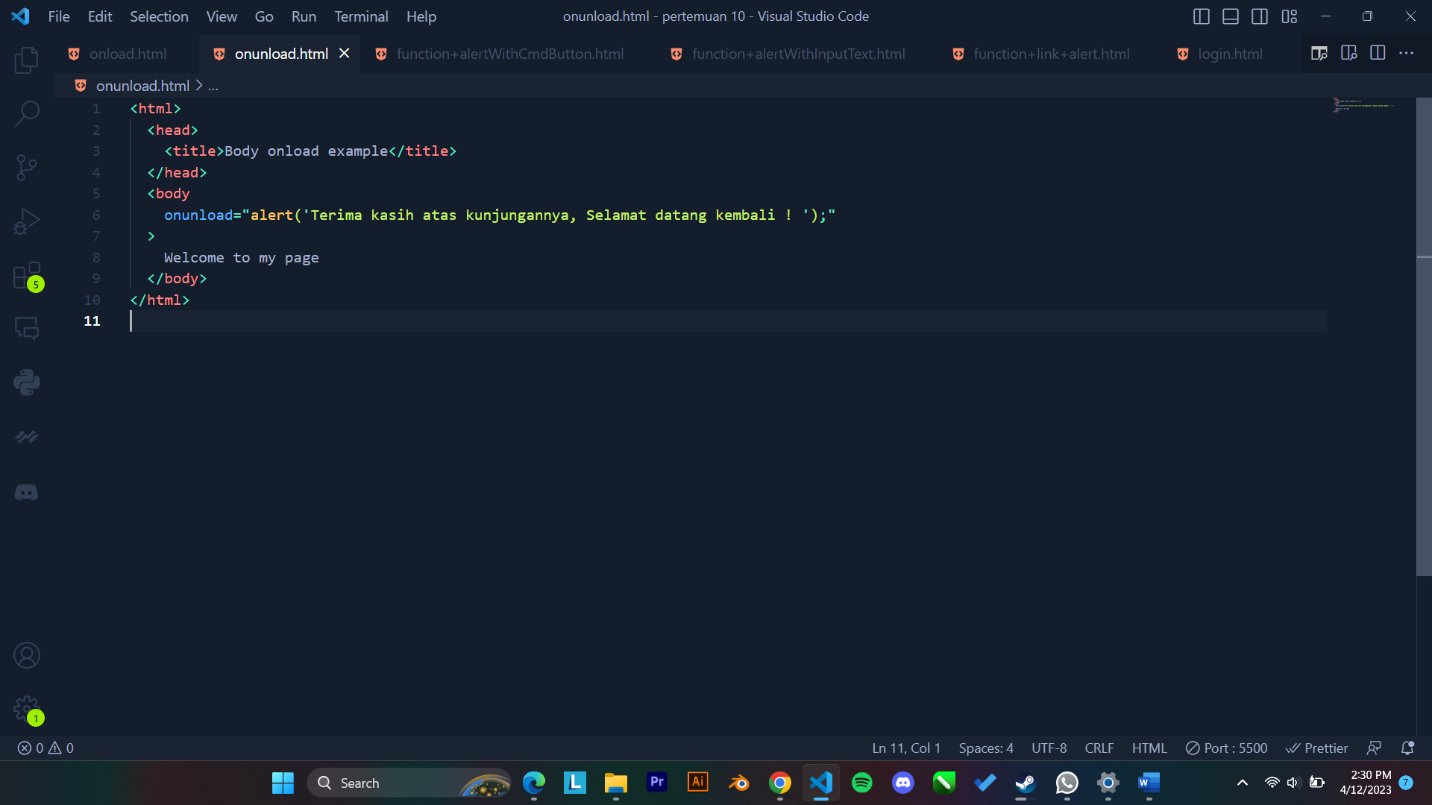 File Edit Selection View Go Run Terminal Help onunload.html - pertemuan 10 - Visual Studio Code
onload.html onunload.html function+alertWithCmdButton.html function+alertWithInputText.html function+link+alert.html login.html
onunload.html > ...
1 <html>
2 <head>
3 <title>Body onload example</title>
4 </head>
5 <body
6 onunload="alert('Terima kasih atas kunjungannya, Selamat datang kembali ! ');"
7 >
8 Welcome to my page
9 </body>
10 </html>
11
5
1
0 0 Ln 11, Col 1 Spaces: 4 UTF-8 CRLF HTML Port : 5500 Prettier
Search L Pr Ai W 2:30 PM
4/12/2023 7